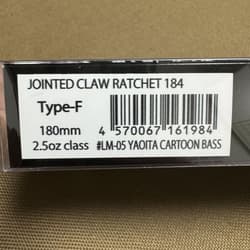 JOINTED CLAW RATCHET 184
Type-F
180mm
4 570067 161984
2.5oz class #LM-05 YAOITA CARTOON BASS